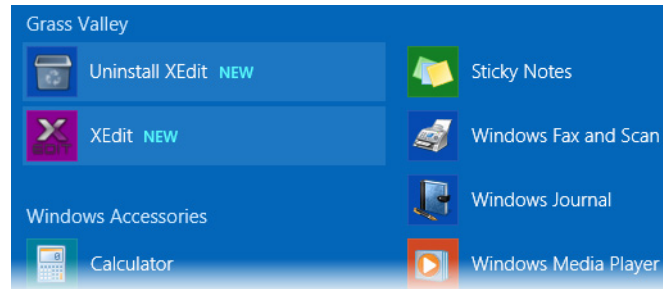 Grass Valley
Uninstall XEdit NEW
XEdit NEW
Windows Accessories
Calculator
Sticky Notes
Windows Fax and Scan
Windows Journal
Windows Media Player